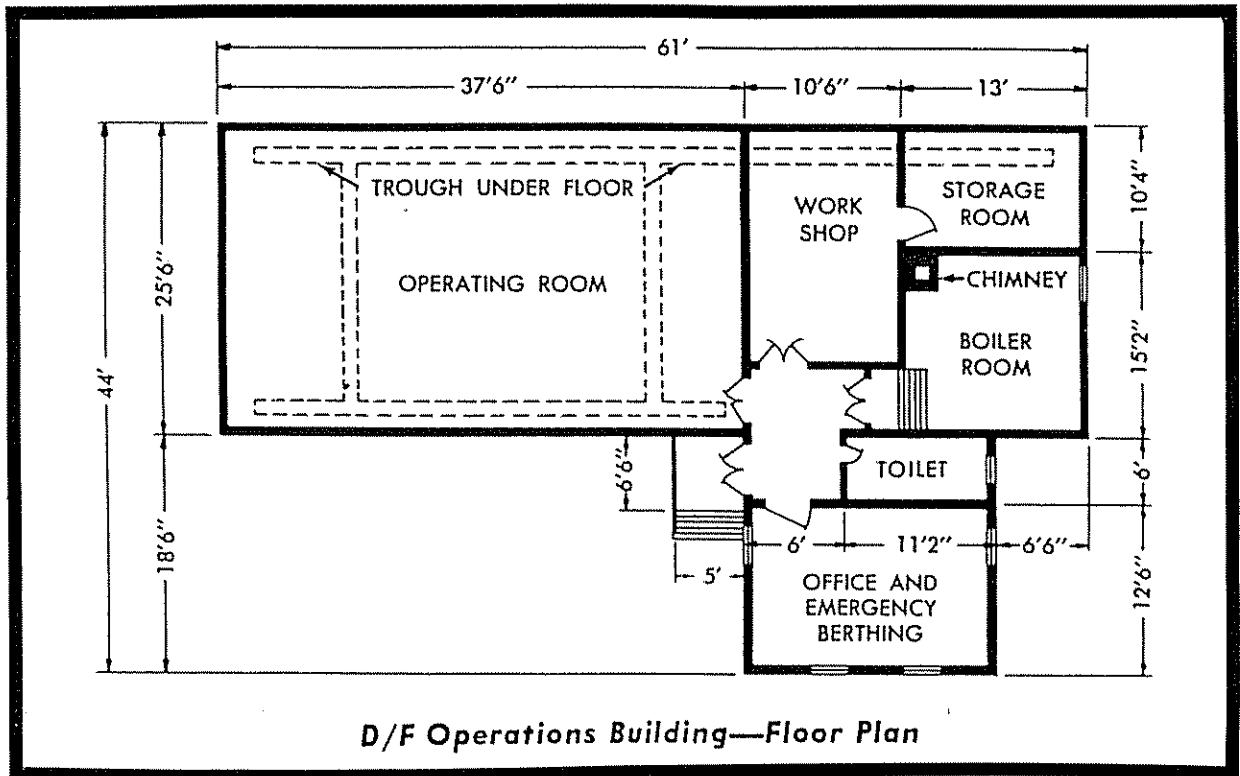 61'
37'6"
10'6"
13'
TROUGH UNDER FLOOR
WORK
SHOP
STORAGE
ROOM
10'4"
OPERATING ROOM
CHIMNEY
25'6"
44'
BOILER
ROOM
15'2"
TOILET
6'6"
6'
18'6"
6'
11'2"
6'6"
5'
OFFICE AND
EMERGENCY
BERTHING
12'6"
D/F Operations Building—Floor Plan